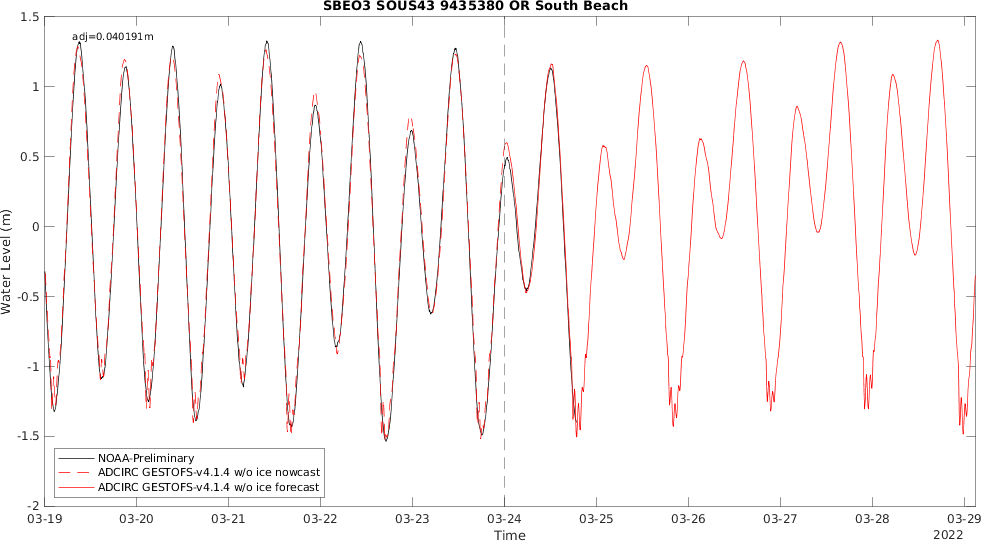 SBEO3 SOUS43 9435380 OR South Beach
adj=0.040191m
1.5
1
0.5
0
-0.5
-1
-1.5
-2
Water Level (m)
NOAA-Preliminary
ADCIRC GESTOFS-v4.1.4 w/o ice nowcast
ADCIRC GESTOFS-v4.1.4 w/o ice forecast
03-19 03-20 03-21 03-22 03-23 03-24 03-25 03-26 03-27 03-28 03-29
Time
2022